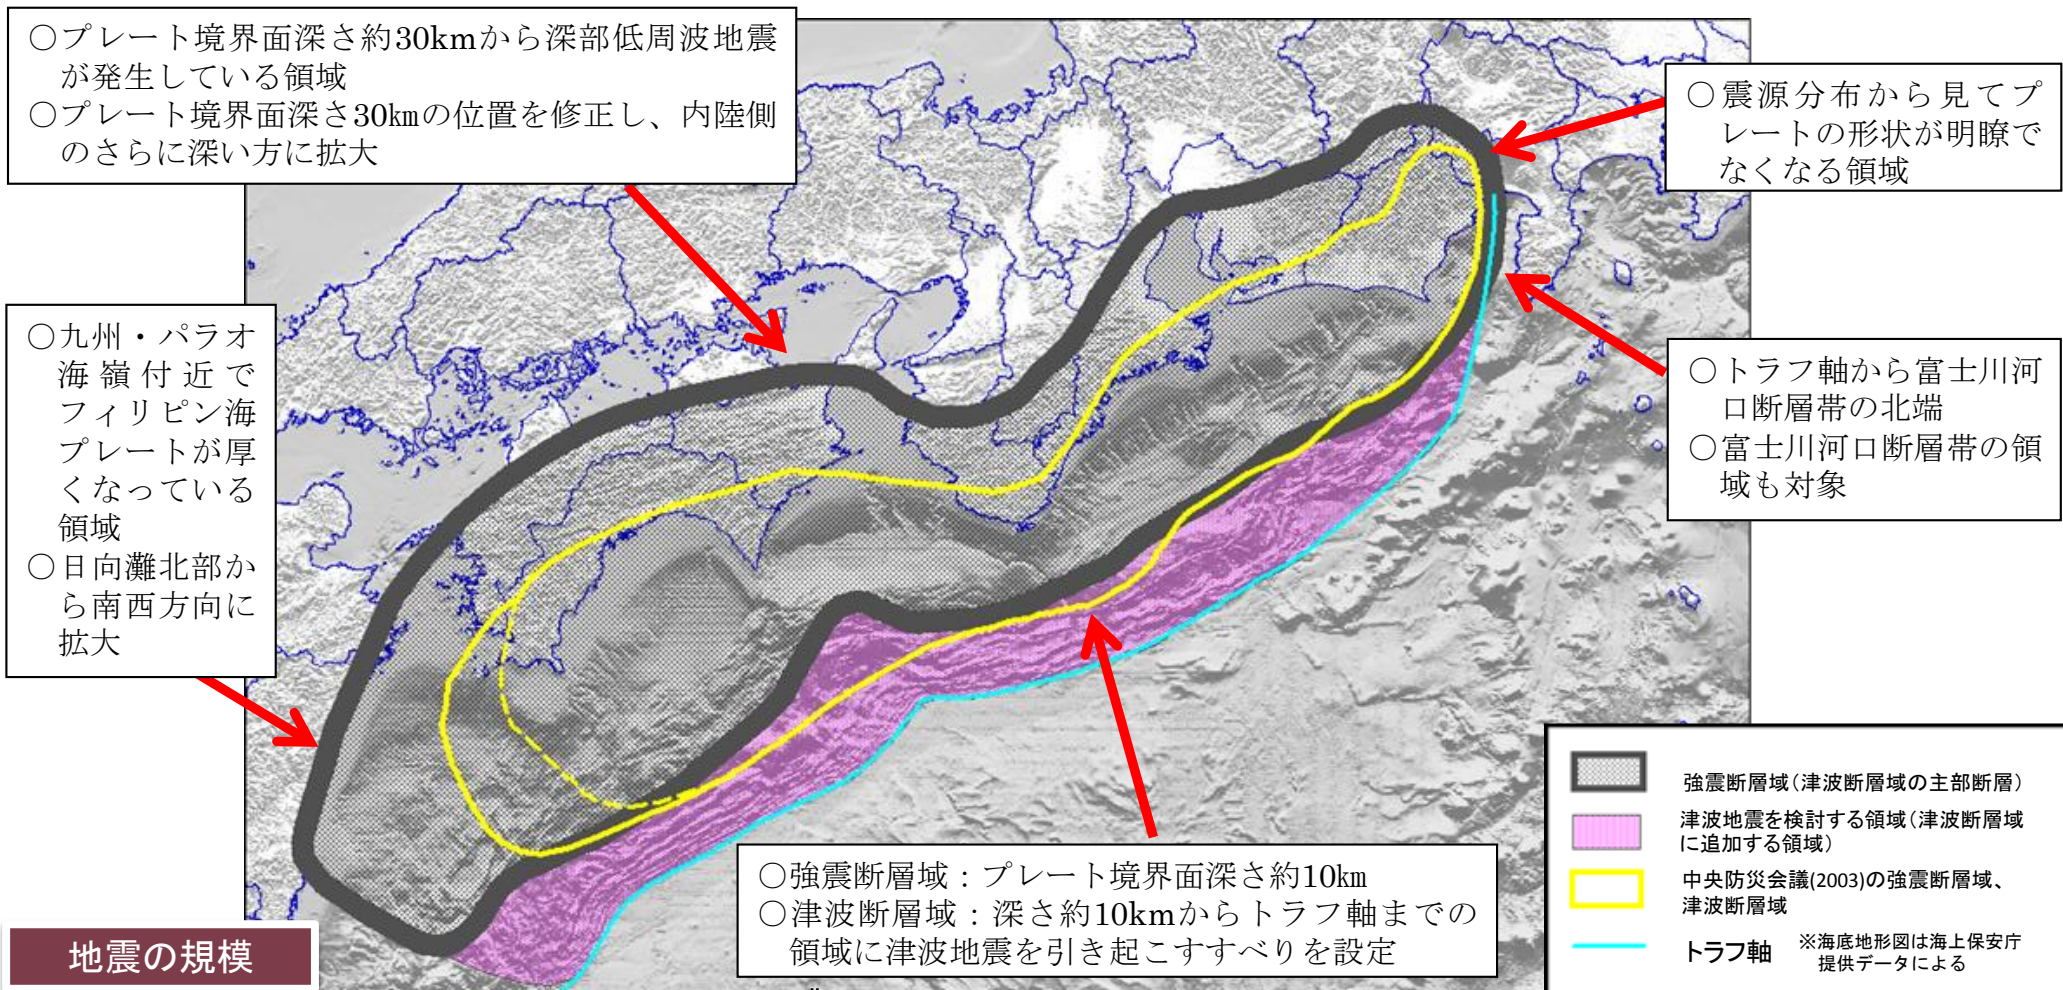 ○プレート境界面深さ約30kmから深部低周波地震
が発生している領域
○プレート境界面深さ30㎞の位置を修正し、内陸側
のさらに深い方に拡大
○震源分布から見てプ
レートの形状が明瞭で
なくなる領域
○九州・パラオ
海嶺付近で
フィリピン海
プレートが厚
くなっている
領域
○日向灘北部か
ら南西方向に
拡大
○トラフ軸から富士川河
口断層帯の北端
○富士川河口断層帯の領
域も対象
○強震断層域：プレート境界面深さ約10㎞
○津波断層域：深さ約10kmからトラフ軸までの
領域に津波地震を引き起こすすべりを設定
強震断層域(津波断層域の主部断層)
津波地震を検討する領域(津波断層域
に追加する領域)
中央防災会議(2003)の強震断層域、
津波断層域
トラフ軸 ※海底地形図は海上保安庁
提供データによる
地震の規模